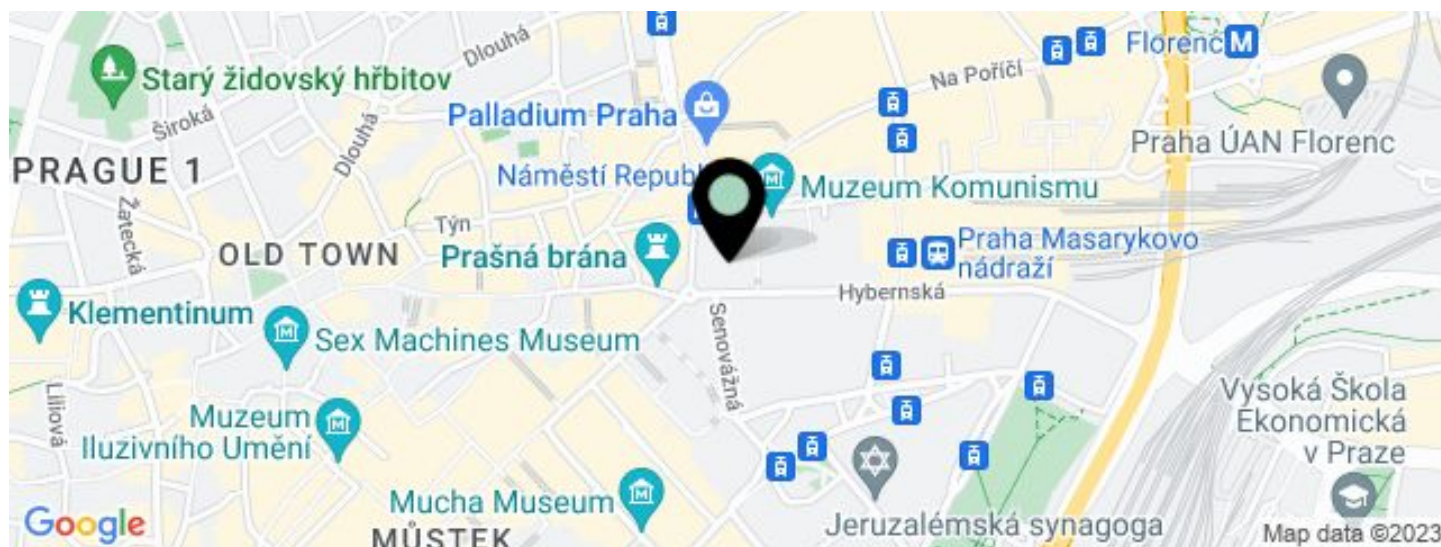 Dlouhá
Florenc
M
Starý židovský hřbitov
Na Poříčí
Široká
Palladium Praha
Dlouhá
Praha ÚAN Florenc
PRAGUE 1
Náměstí Republ
Muzeum Komunismu
Žatecká
Týn
OLD TOWN
Prašná brána
Praha Masarykovo
nádraží
Klementinum
Hybernská
Sex Machines Museum
Senovážná
Liliová
Muzeum
Iluzivního Umění
Vysoká Škola
Ekonomická
v Praze
Mucha Museum
Jeruzalémská synagoga
MŮSTEK
Google
Map data ©2023